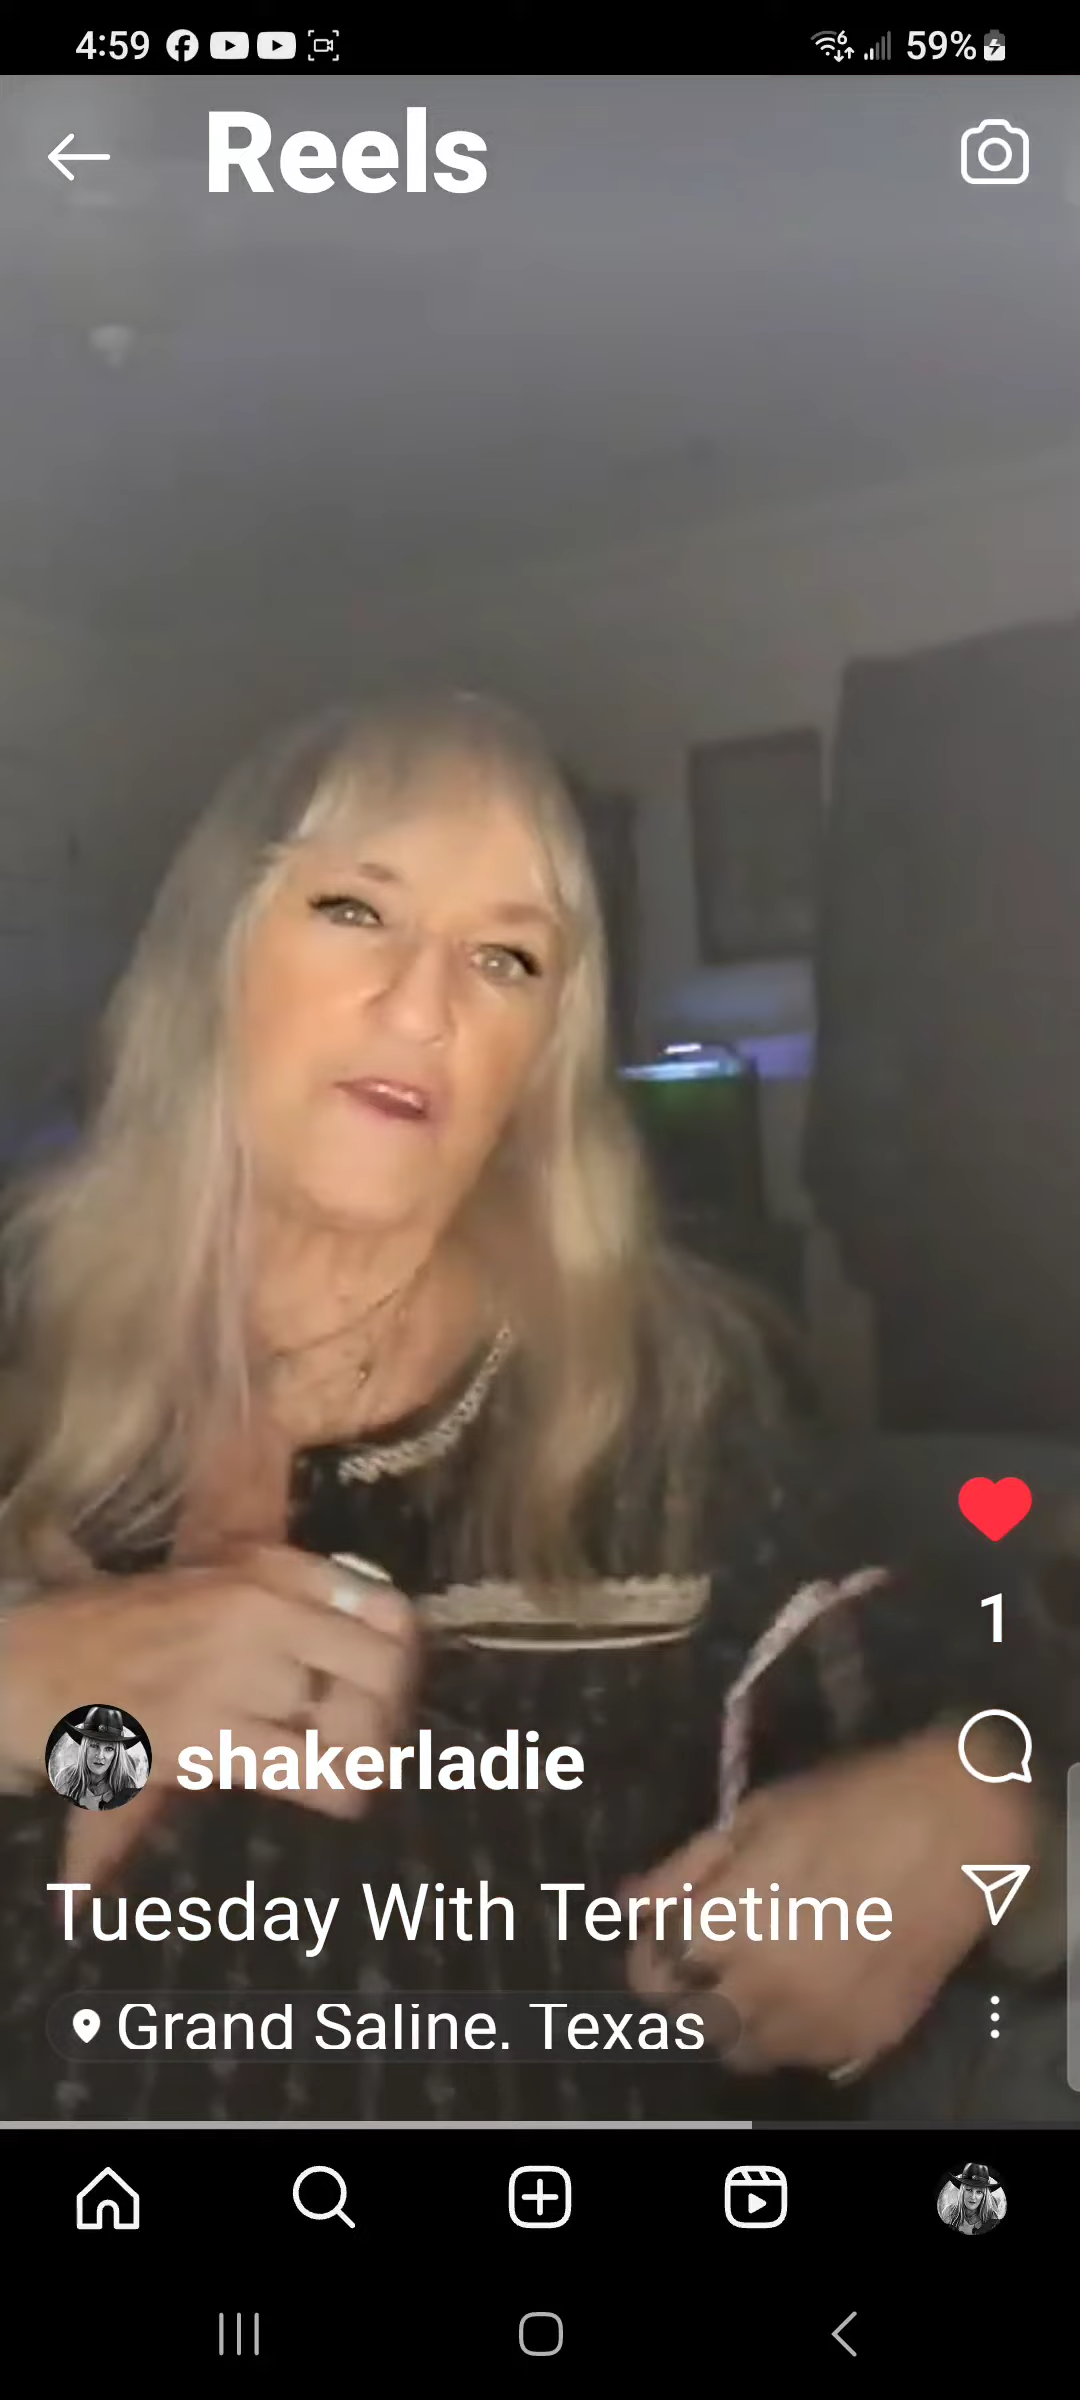 4:59 59%
Reels
1
shakerladie
Tuesday With Terrietime
Grand Saline, Texas